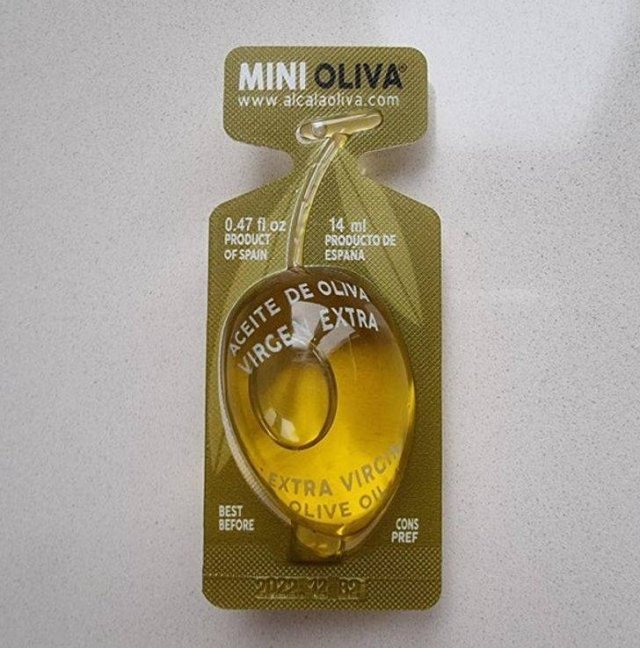 MINI OLIVA®
www.alcalaoliva.com
0.47 fl oz
PRODUCT
OF SPAIN
14 ml
PRODUCTO DE
ESPAÑA
ACEITE DE OLIVA
VIRGEN EXTRA
EXTRA VIRGIN
OLIVE OIL
BEST
BEFORE
CONS
PREF